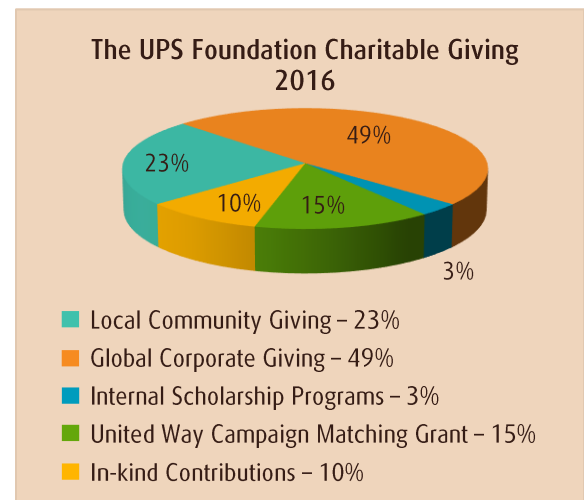 The UPS Foundation Charitable Giving
2016
49%
23%
10%
15%
3%
Local Community Giving – 23%
Global Corporate Giving – 49%
Internal Scholarship Programs – 3%
United Way Campaign Matching Grant – 15%
In-kind Contributions – 10%